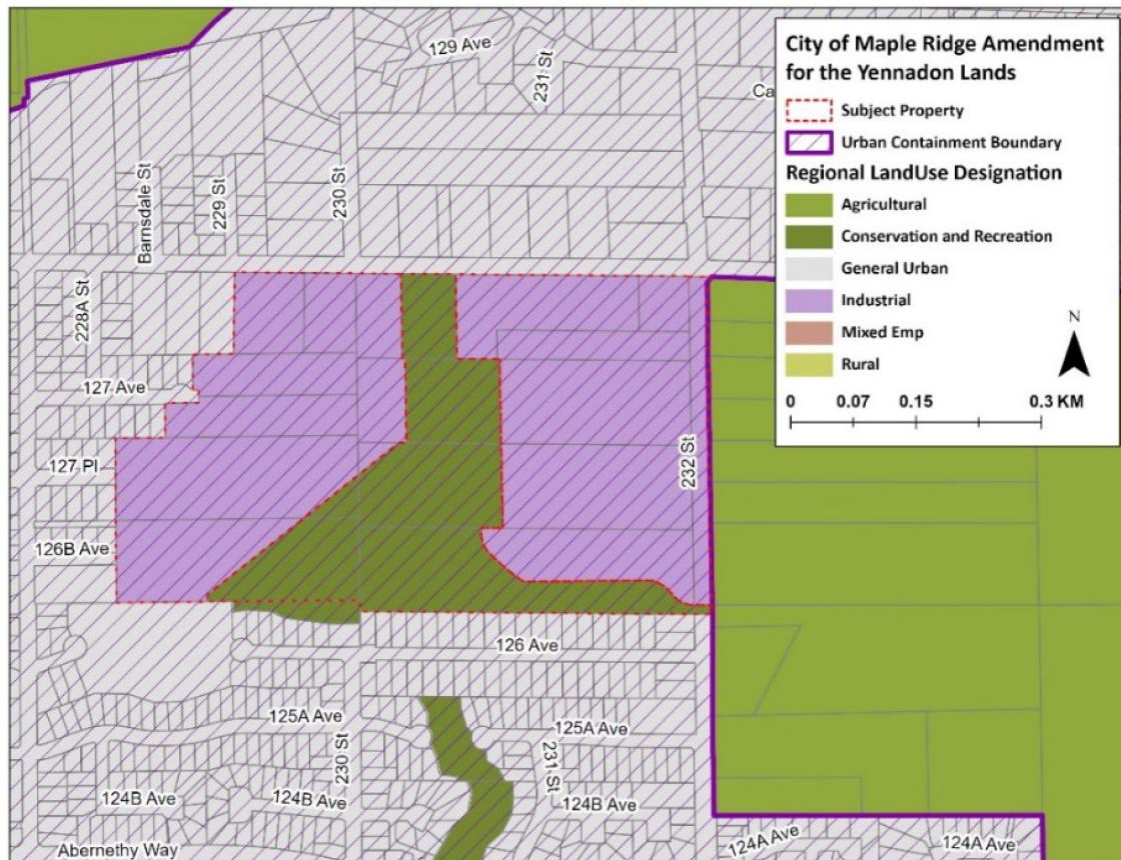 City of Maple Ridge Amendment
for the Yennadon Lands
Subject Property
Urban Containment Boundary
Regional LandUse Designation
Agricultural
Conservation and Recreation
General Urban
Industrial
Mixed Emp
Rural
N
0 0.07 0.15 0.3 KM
129 Ave
231 St
Ca
Barnsdale St
229 St
230 St
228A St
127 Ave
127 Pl
232 St
126B Ave
126 Ave
125A Ave
125A Ave
230 St
231 St
124B Ave
124B Ave
124B Ave
124A Ave
124A Ave
Abernethy Way